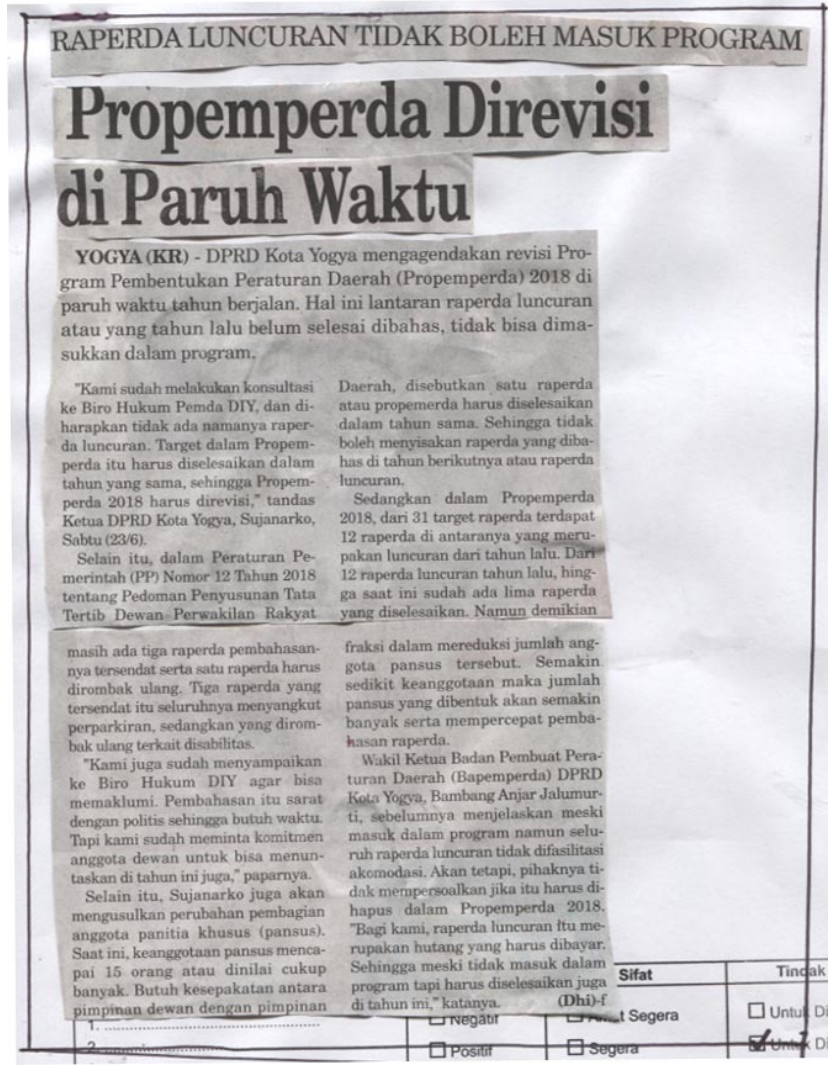 RAPERDA LUNCURAN TIDAK BOLEH MASUK PROGRAM
Propemperda Direvisi
di Paruh Waktu
YOGYA (KR) - DPRD Kota Yogya mengagendakan revisi Pro-
gram Pembentukan Peraturan Daerah (Propemperda) 2018 di
paruh waktu tahun berjalan. Hal ini lantaran raperda luncuran
atau yang tahun lalu belum selesai dibahas, tidak bisa dima-
sukkan dalam program.
"Kami sudah melakukan konsultasi
ke Biro Hukum Pemda DIY, dan di-
harapkan tidak ada namanya raper-
da luncuran. Target dalam Propem-
perda itu harus diselesaikan dalam
tahun yang sama, sehingga Propem-
perda 2018 harus direvisi," tandas
Ketua DPRD Kota Yogya, Sujanarko,
Sabtu (23/6).
Selain itu, dalam Peraturan Pe-
merintah (PP) Nomor 12 Tahun 2018
tentang Pedoman Penyusunan Tata
Tertib Dewan Perwakilan Rakyat
Daerah, disebutkan satu raperda
atau propemerda harus diselesaikan
dalam tahun sama. Sehingga tidak
boleh menyisakan raperda yang diba-
has di tahun berikutnya atau raperda
luncuran.
Sedangkan dalam Propemperda
2018, dari 31 target raperda terdapat
12 raperda di antaranya yang meru-
pakan luncuran dari tahun lalu. Dari
12 raperda luncuran tahun lalu, hing-
ga saat ini sudah ada lima raperda
yang diselesaikan. Namun demikian
masih ada tiga raperda pembahasan-
nya tersendat serta satu raperda harus
dirombak ulang. Tiga raperda yang
tersendat itu seluruhnya menyangkut
perparkiran, sedangkan yang dirom-
bak ulang terkait disabilitas.
"Kami juga sudah menyampaikan
ke Biro Hukum DIY agar bisa
memaklumi. Pembahasan itu sarat
dengan politis sehingga butuh waktu.
Tapi kami sudah meminta komitmen
anggota dewan untuk bisa menun-
taskan di tahun ini juga," paparnya.
Selain itu, Sujanarko juga akan
mengusulkan perubahan pembagian
anggota panitia khusus (pansus).
Saat ini, keanggotaan pansus menca-
pai 15 orang atau dinilai cukup
banyak. Butuh kesepakatan antara
pimpinan dewan dengan pimpinan
fraksi dalam mereduksi jumlah ang-
gota pansus tersebut. Semakin
sedikit keanggotaan maka jumlah
pansus yang dibentuk akan semakin
banyak serta mempercepat pemba-
hasan raperda.
Wakil Ketua Badan Pembuat Pera-
turan Daerah (Bapemperda) DPRD
Kota Yogya, Bambang Anjar Jalumur-
ti, sebelumnya menjelaskan meski
masuk dalam program namun selu-
ruh raperda luncuran tidak difasilitasi
akomodasi. Akan tetapi, pihaknya ti-
dak mempersoalkan jika itu harus di-
hapus dalam Propemperda 2018.
"Bagi kami, raperda luncuran itu me-
rupakan hutang yang harus dibayar.
Sehingga meski tidak masuk dalam
program tapi harus diselesaikan juga
di tahun ini," katanya. (Dhi)-f
Sifat Tindak
1. Negatif t Segera Untuk Di
2. Positif Segera Untuk Di